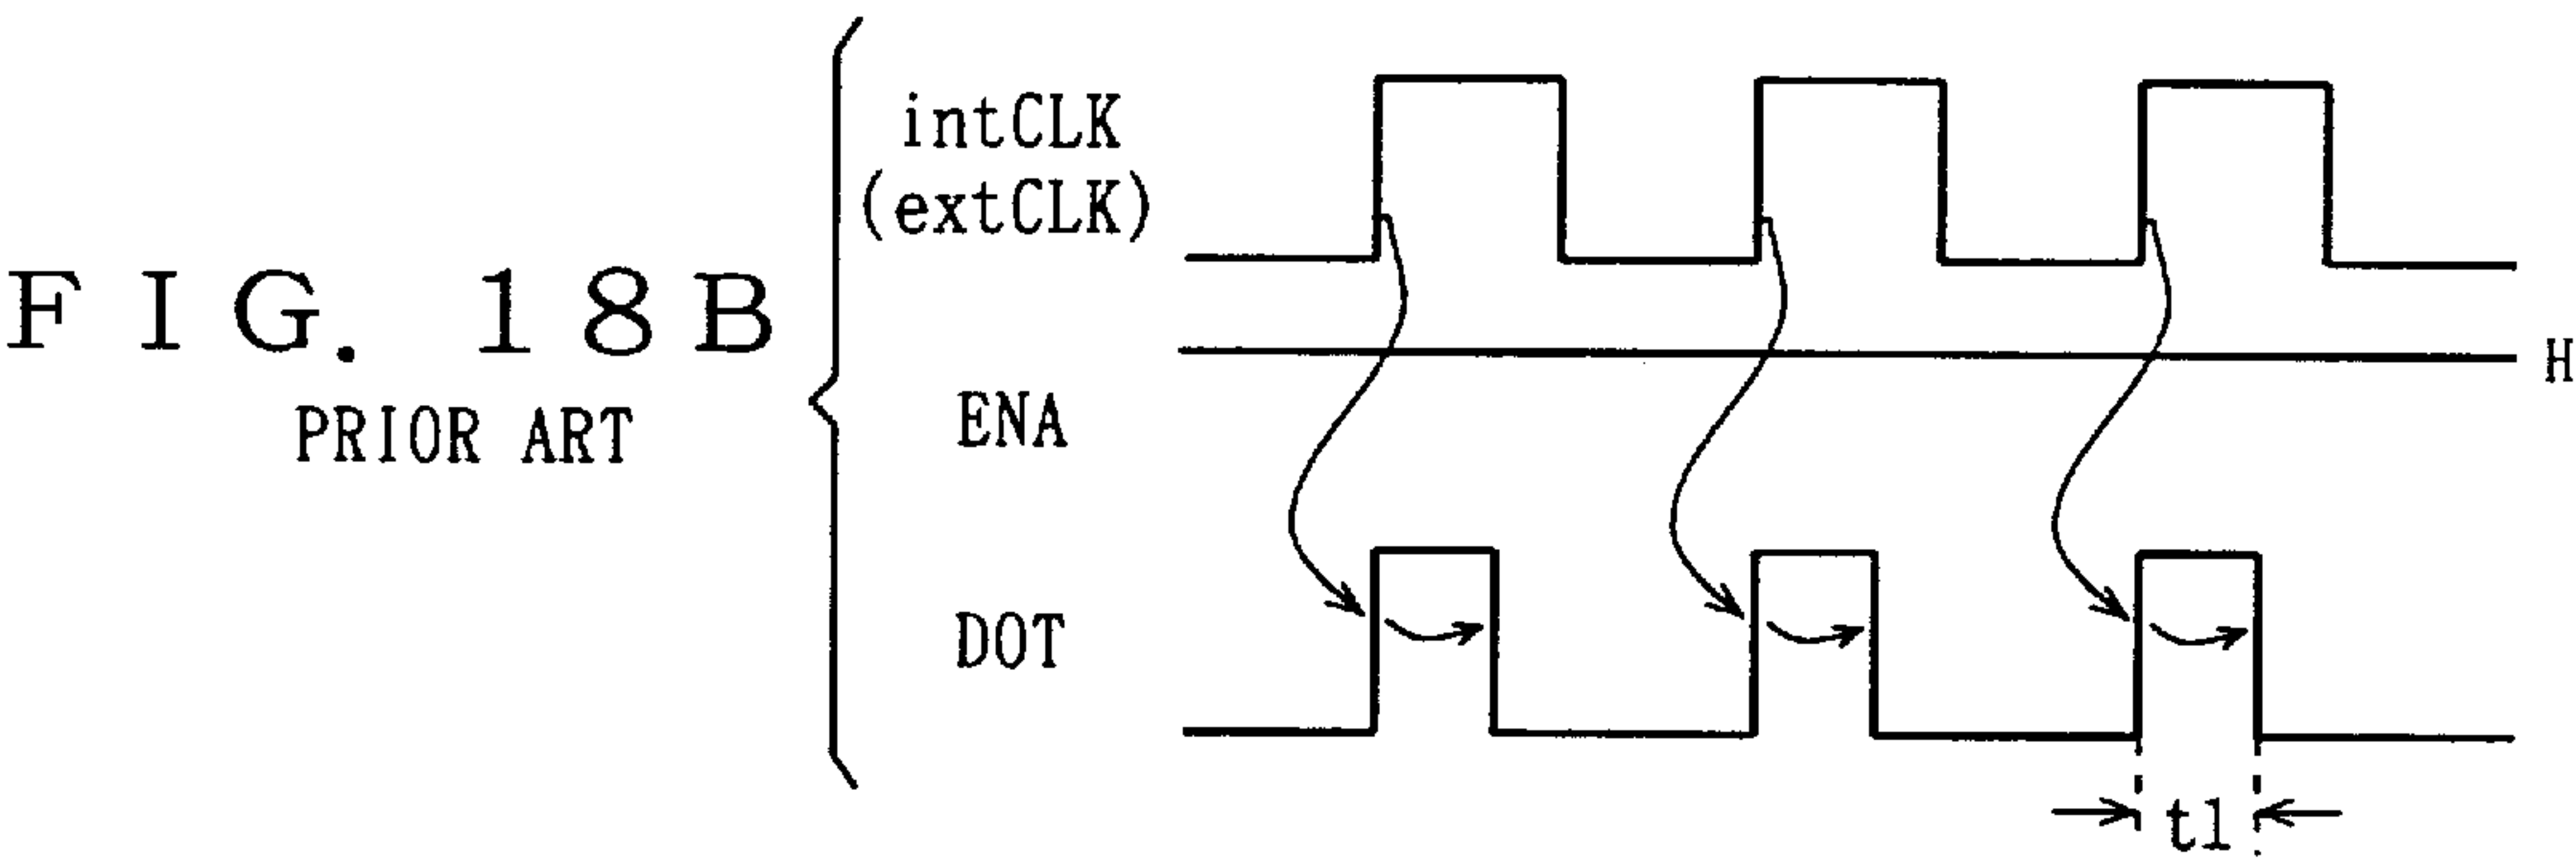 FIG. 18B
PRIOR ART
intCLK
(extCLK)
H
ENA
DOT
t1